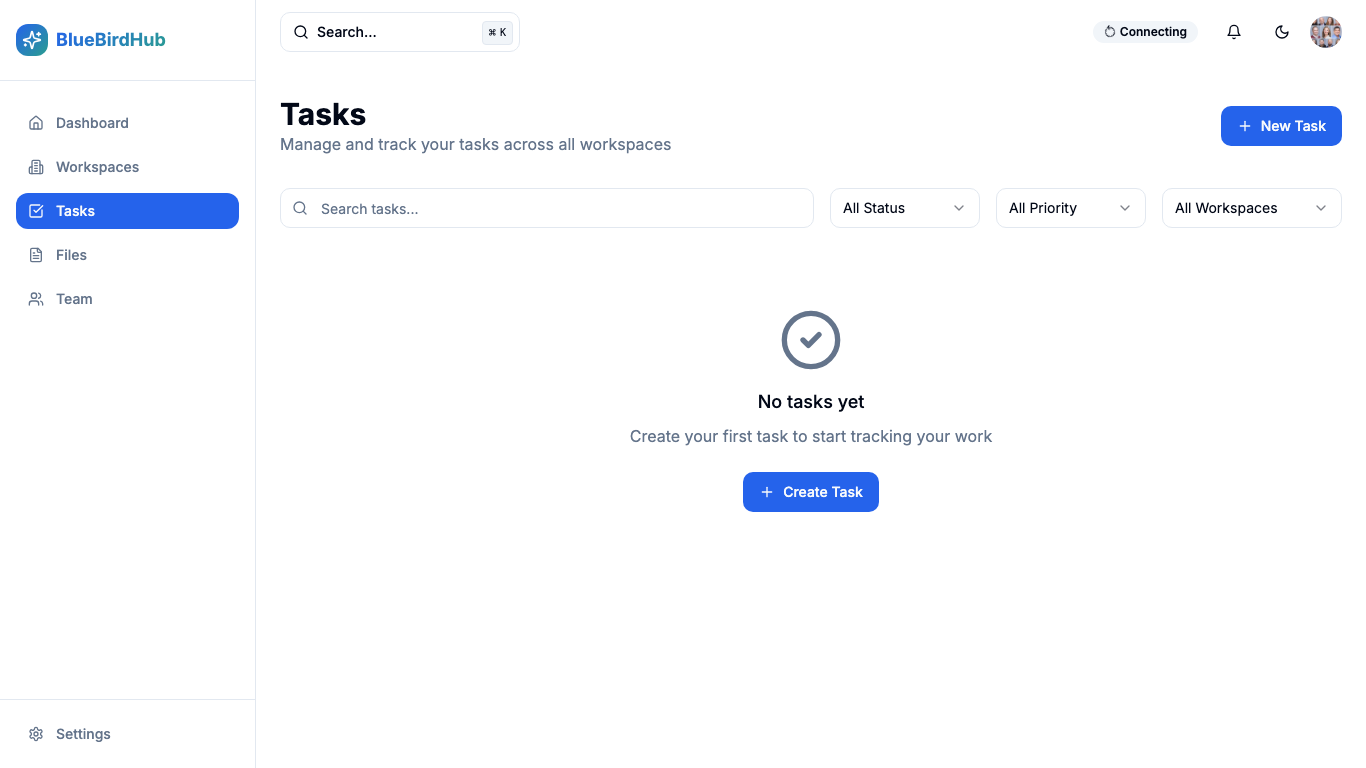 BlueBirdHub
Search...
⌘ K
Connecting
Dashboard
Workspaces
Tasks
Files
Team
Settings
Tasks
Manage and track your tasks across all workspaces
New Task
Search tasks...
All Status
All Priority
All Workspaces
No tasks yet
Create your first task to start tracking your work
Create Task